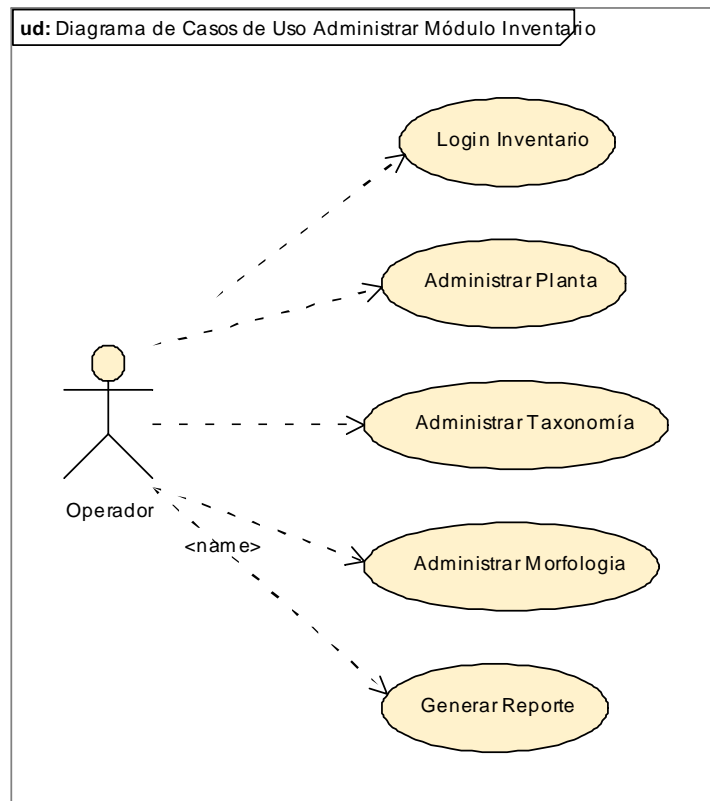 ud: Diagrama de Casos de Uso Administrar Módulo Inventario
Login Inventario
Administrar Planta
Administrar Taxonomía
Operador
<name>
Administrar Morfologia
Generar Reporte